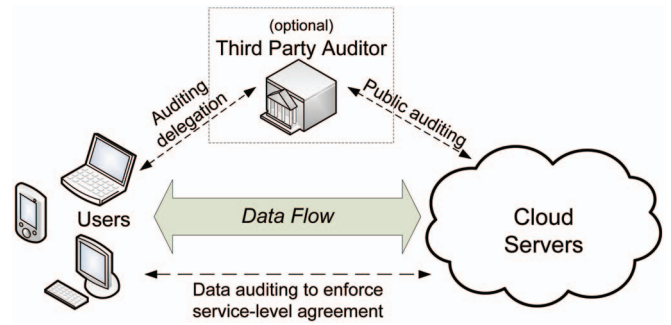 (optional)
Third Party Auditor
Auditing
delegation
Public auditing
Users
Data Flow
Cloud
Servers
Data auditing to enforce
service-level agreement